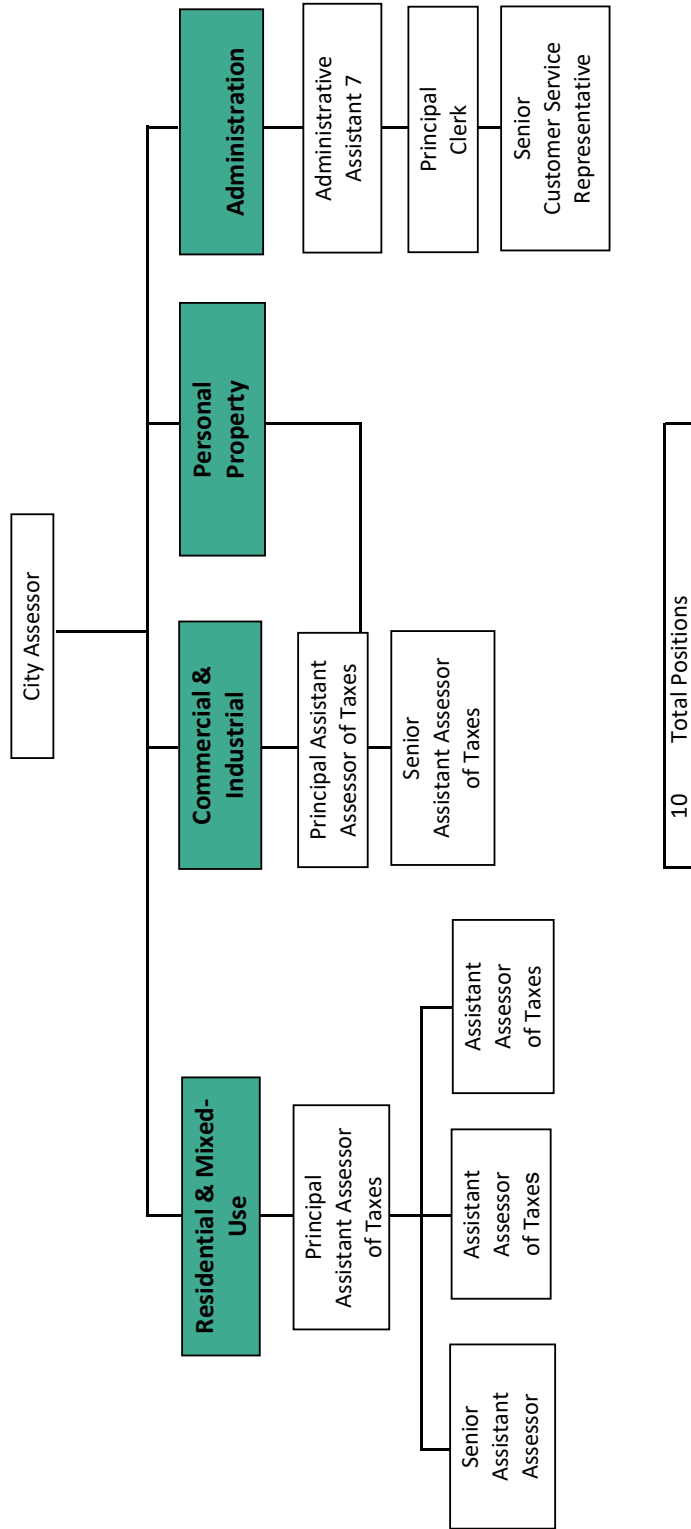 City Assessor
Residential & Mixed-
Use
Commercial &
Industrial
Personal
Property
Administration
Principal
Assistant Assessor
of Taxes
Principal Assistant
Assessor of Taxes
Administrative
Assistant 7
Senior
Assistant Assessor
of Taxes
Principal
Clerk
Senior
Assistant
Assessor
Assistant
Assessor
of Taxes
Assistant
Assessor
of Taxes
Senior
Customer Service
Representative
10 Total Positions